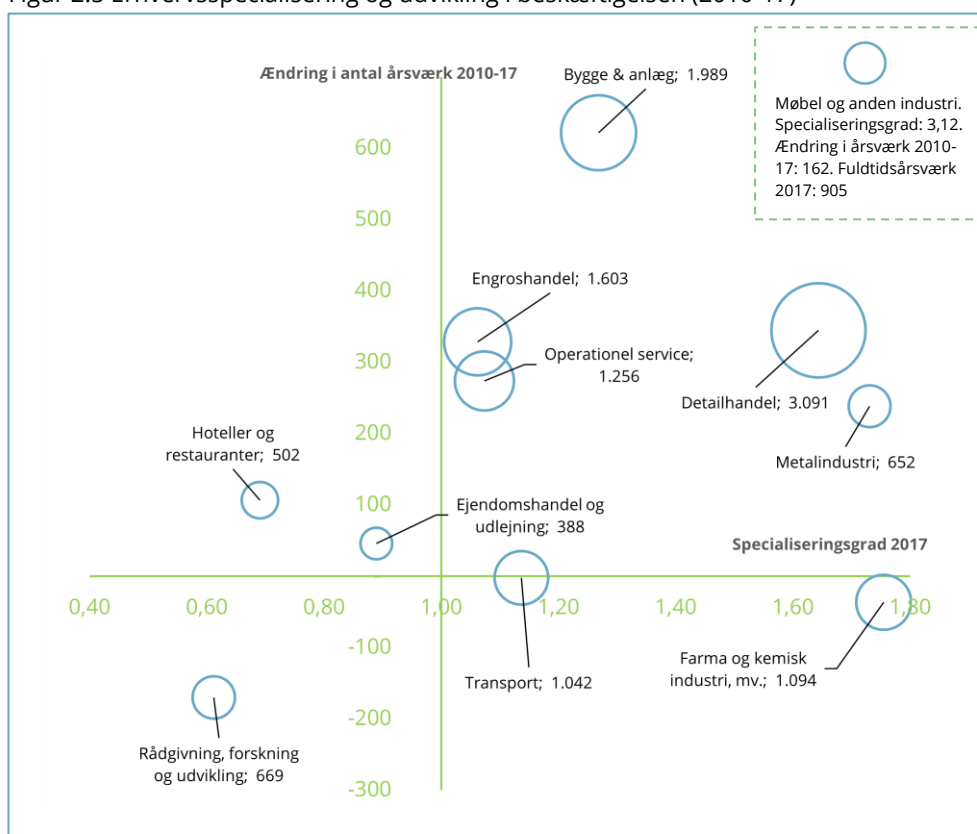 Ændring i antal årsværk 2010-17
Bygge & anlæg; 1.989
Møbel og anden industri.
Specialiseringsgrad: 3,12.
Ændring i årsværk 2010-
17: 162. Fuldtidsårsværk
2017: 905
600
500
400
Engroshandel; 1.603
300
Operationel service;
1.256
Detailhandel; 3.091
200
Hoteller og
restauranter; 502
Metalindustri; 652
100
Ejendomshandel og
udlejning; 388
Specialiseringsgrad 2017
0,40
0,60
0,80
1,00
1,20
1,40
1,60
1,80
-100
Transport; 1.042
Farma og kemisk
industri, mv.; 1.094
-200
Rådgivning, forskning
og udvikling; 669
-300